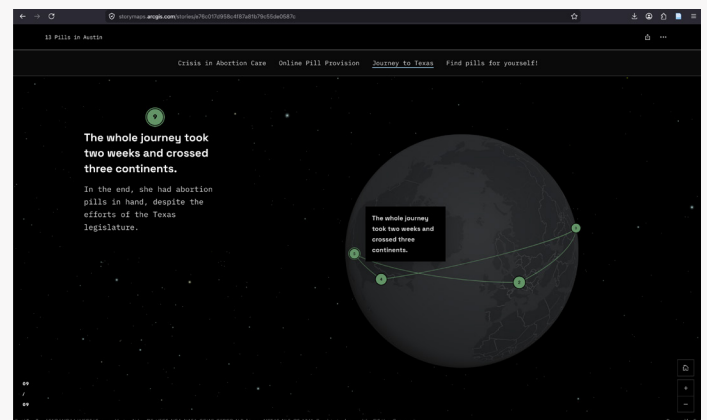 storymaps.arcgis.com/stories/a76c017d958c4f87a81b79c55de0587c
13 Pills in Austin
Crisis in Abortion Care Online Pill Provision Journey to Texas Find pills for yourself!
The whole journey took
two weeks and crossed
three continents.
In the end, she had abortion
pills in hand, despite the
efforts of the Texas
legislature.
The whole journey
took two weeks and
crossed three
continents.
09
/
09